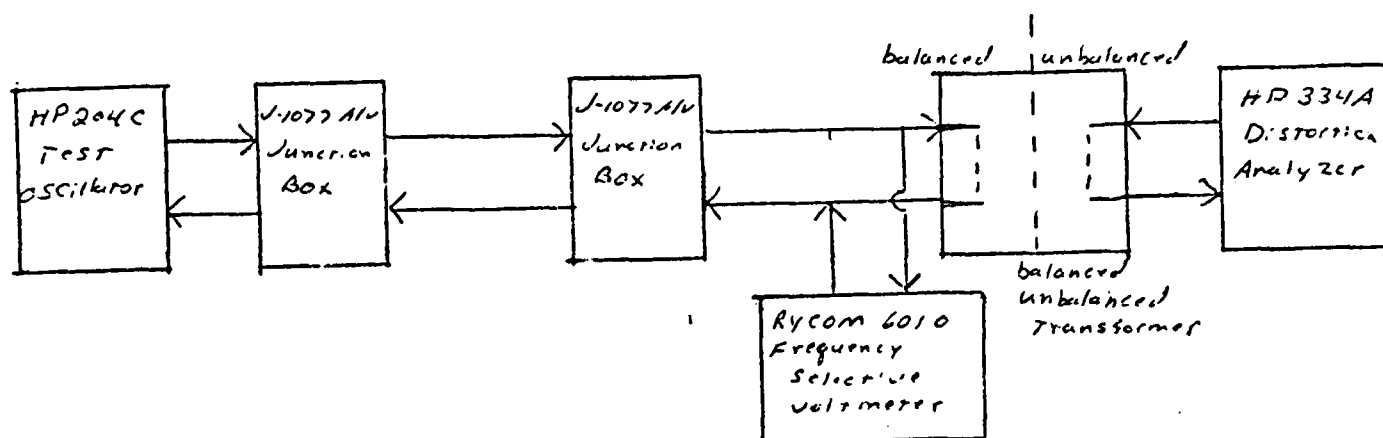 balanced
unbalanced
HP204C
Test
oscillator
J-1077A/U
Junction
Box
J-1077A/U
Junction
Box
HP 334A
Distortion
Analyzer
balanced
unbalanced
Transformer
Rycom 6010
Frequency
Selective
Voltmeter